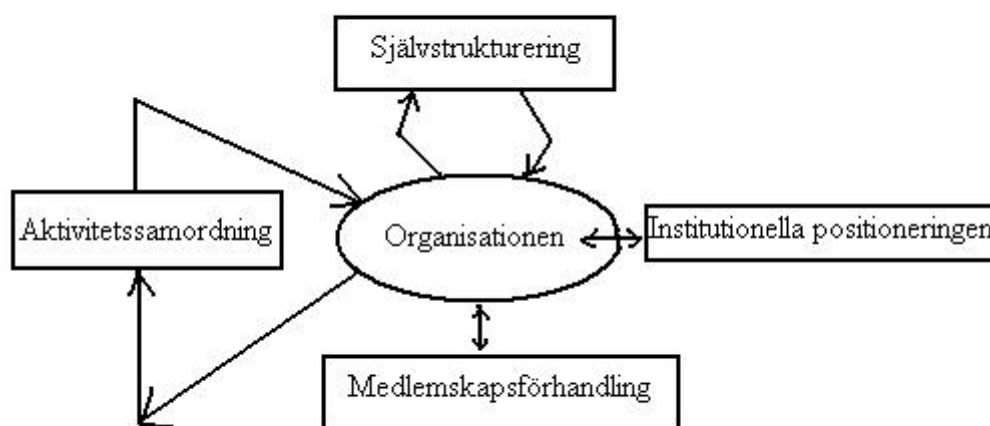 Självstrukturering
Aktivitetssamordning
Organisationen
Institutionella positioneringen
Medlemskapsförhandling